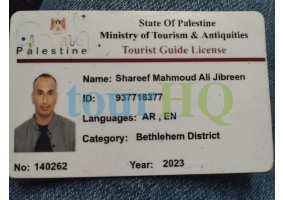 State Of Palestine
Ministry of Tourism & Antiquities
Palestine
Tourist Guide License
Name: Shareef Mahmoud Ali Jibreen
ID: 937718377
Languages: AR , EN
Category: Bethlehem District
No: 140262
Year: 2023
tourHQ